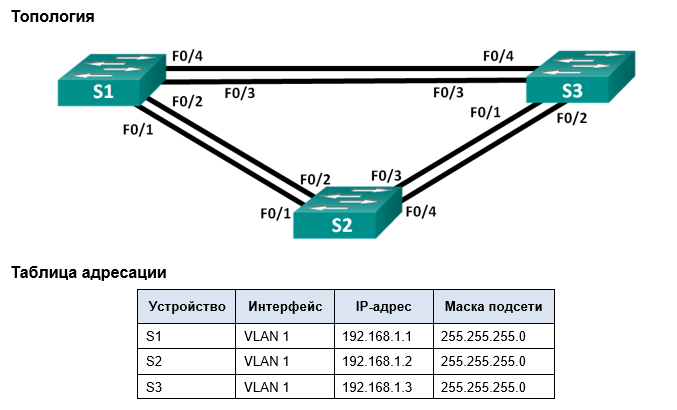 Топология
F0/4 F0/4
S1 F0/3 F0/3 S3
F0/2 F0/1
F0/1 F0/2
F0/2 F0/3
F0/1 F0/4
S2
Таблица адресации
Устройство Интерфейс IP-адрес Маска подсети
S1 VLAN 1 192.168.1.1 255.255.255.0
S2 VLAN 1 192.168.1.2 255.255.255.0
S3 VLAN 1 192.168.1.3 255.255.255.0